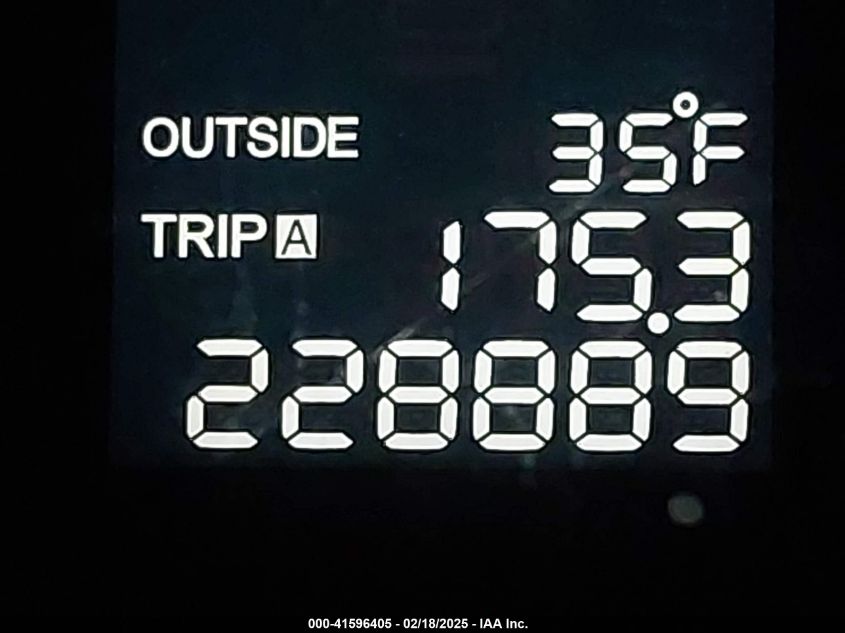 OUTSIDE 35°F
TRIP A 175.3
228889
000-41596405 - 02/18/2025 - IAA Inc.